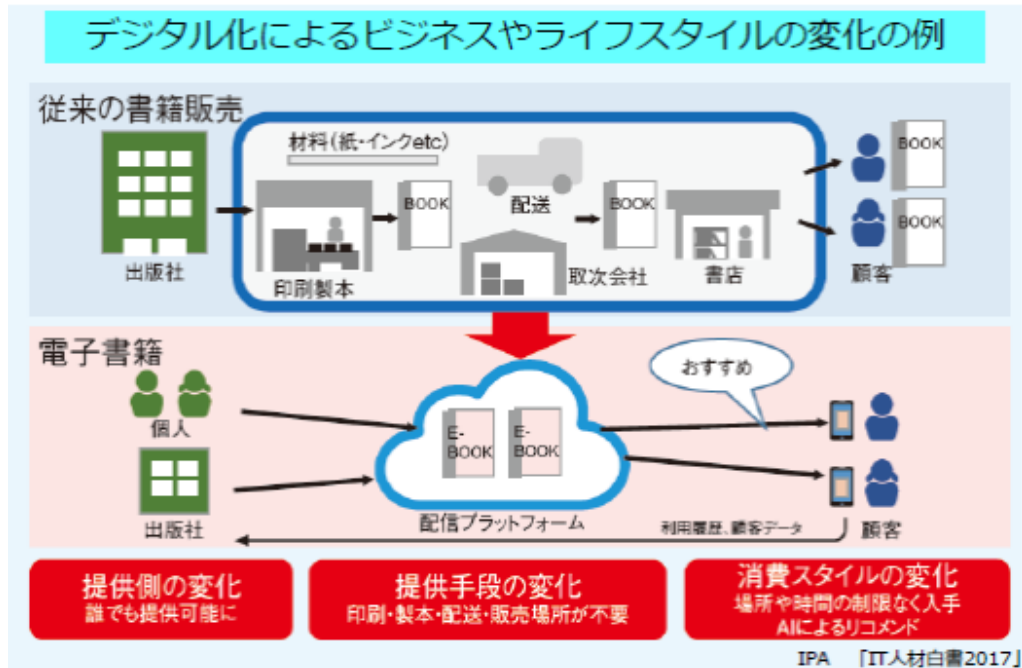 デジタル化によるビジネスやライフスタイルの変化の例
従来の書籍販売
材料(紙・インクetc)
BOOK
配送
BOOK
BOOK
BOOK
出版社
印刷製本
取次会社
書店
顧客
電子書籍
おすすめ
個人
E-
BOOK
E-
BOOK
出版社
配信プラットフォーム
利用履歴、顧客データ
顧客
提供側の変化
誰でも提供可能に
提供手段の変化
印刷・製本・配送・販売場所が不要
消費スタイルの変化
場所や時間の制限なく入手
AIによるリコメンド
IPA 「IT人材白書2017」